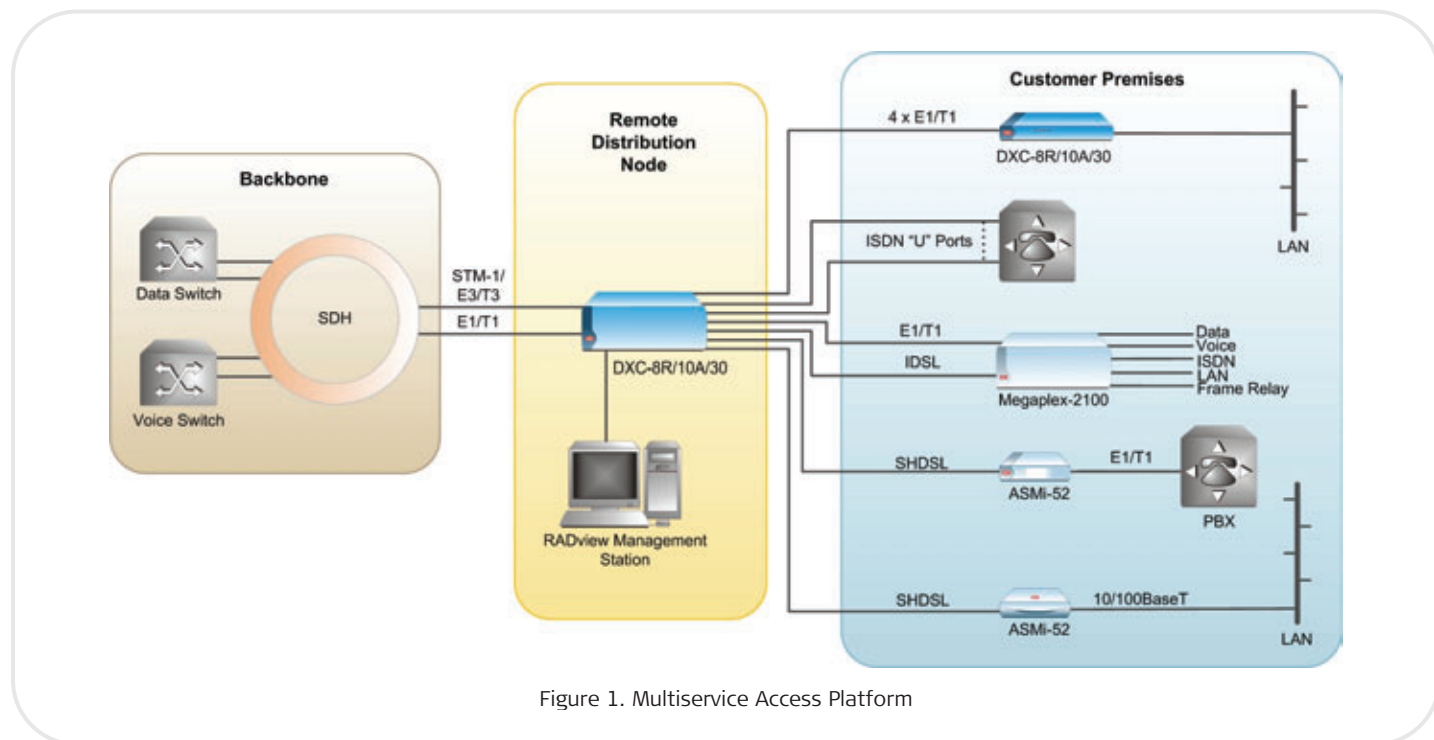 Backbone
Data Switch
SDH
Voice Switch
STM-1/
E3/T3
E1/T1
Remote
Distribution
Node
DXC-8R/10A/30
RADview Management
Station
Customer Premises
4 x E1/T1
DXC-8R/10A/30
LAN
ISDN "U" Ports
E1/T1
IDSL
Megaplex-2100
Data
Voice
ISDN
LAN
Frame Relay
SHDSL
ASMi-52
E1/T1
PBX
SHDSL
ASMi-52
10/100BaseT
LAN
Figure 1. Multiservice Access Platform